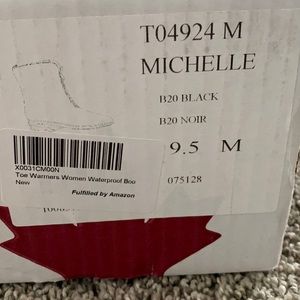 T04924 M
MICHELLE
B20 BLACK
B20 NOIR
9.5 M
075128
X0031CM00N
Toe Warmers Women Waterproof Boo
New
Fulfilled by Amazon